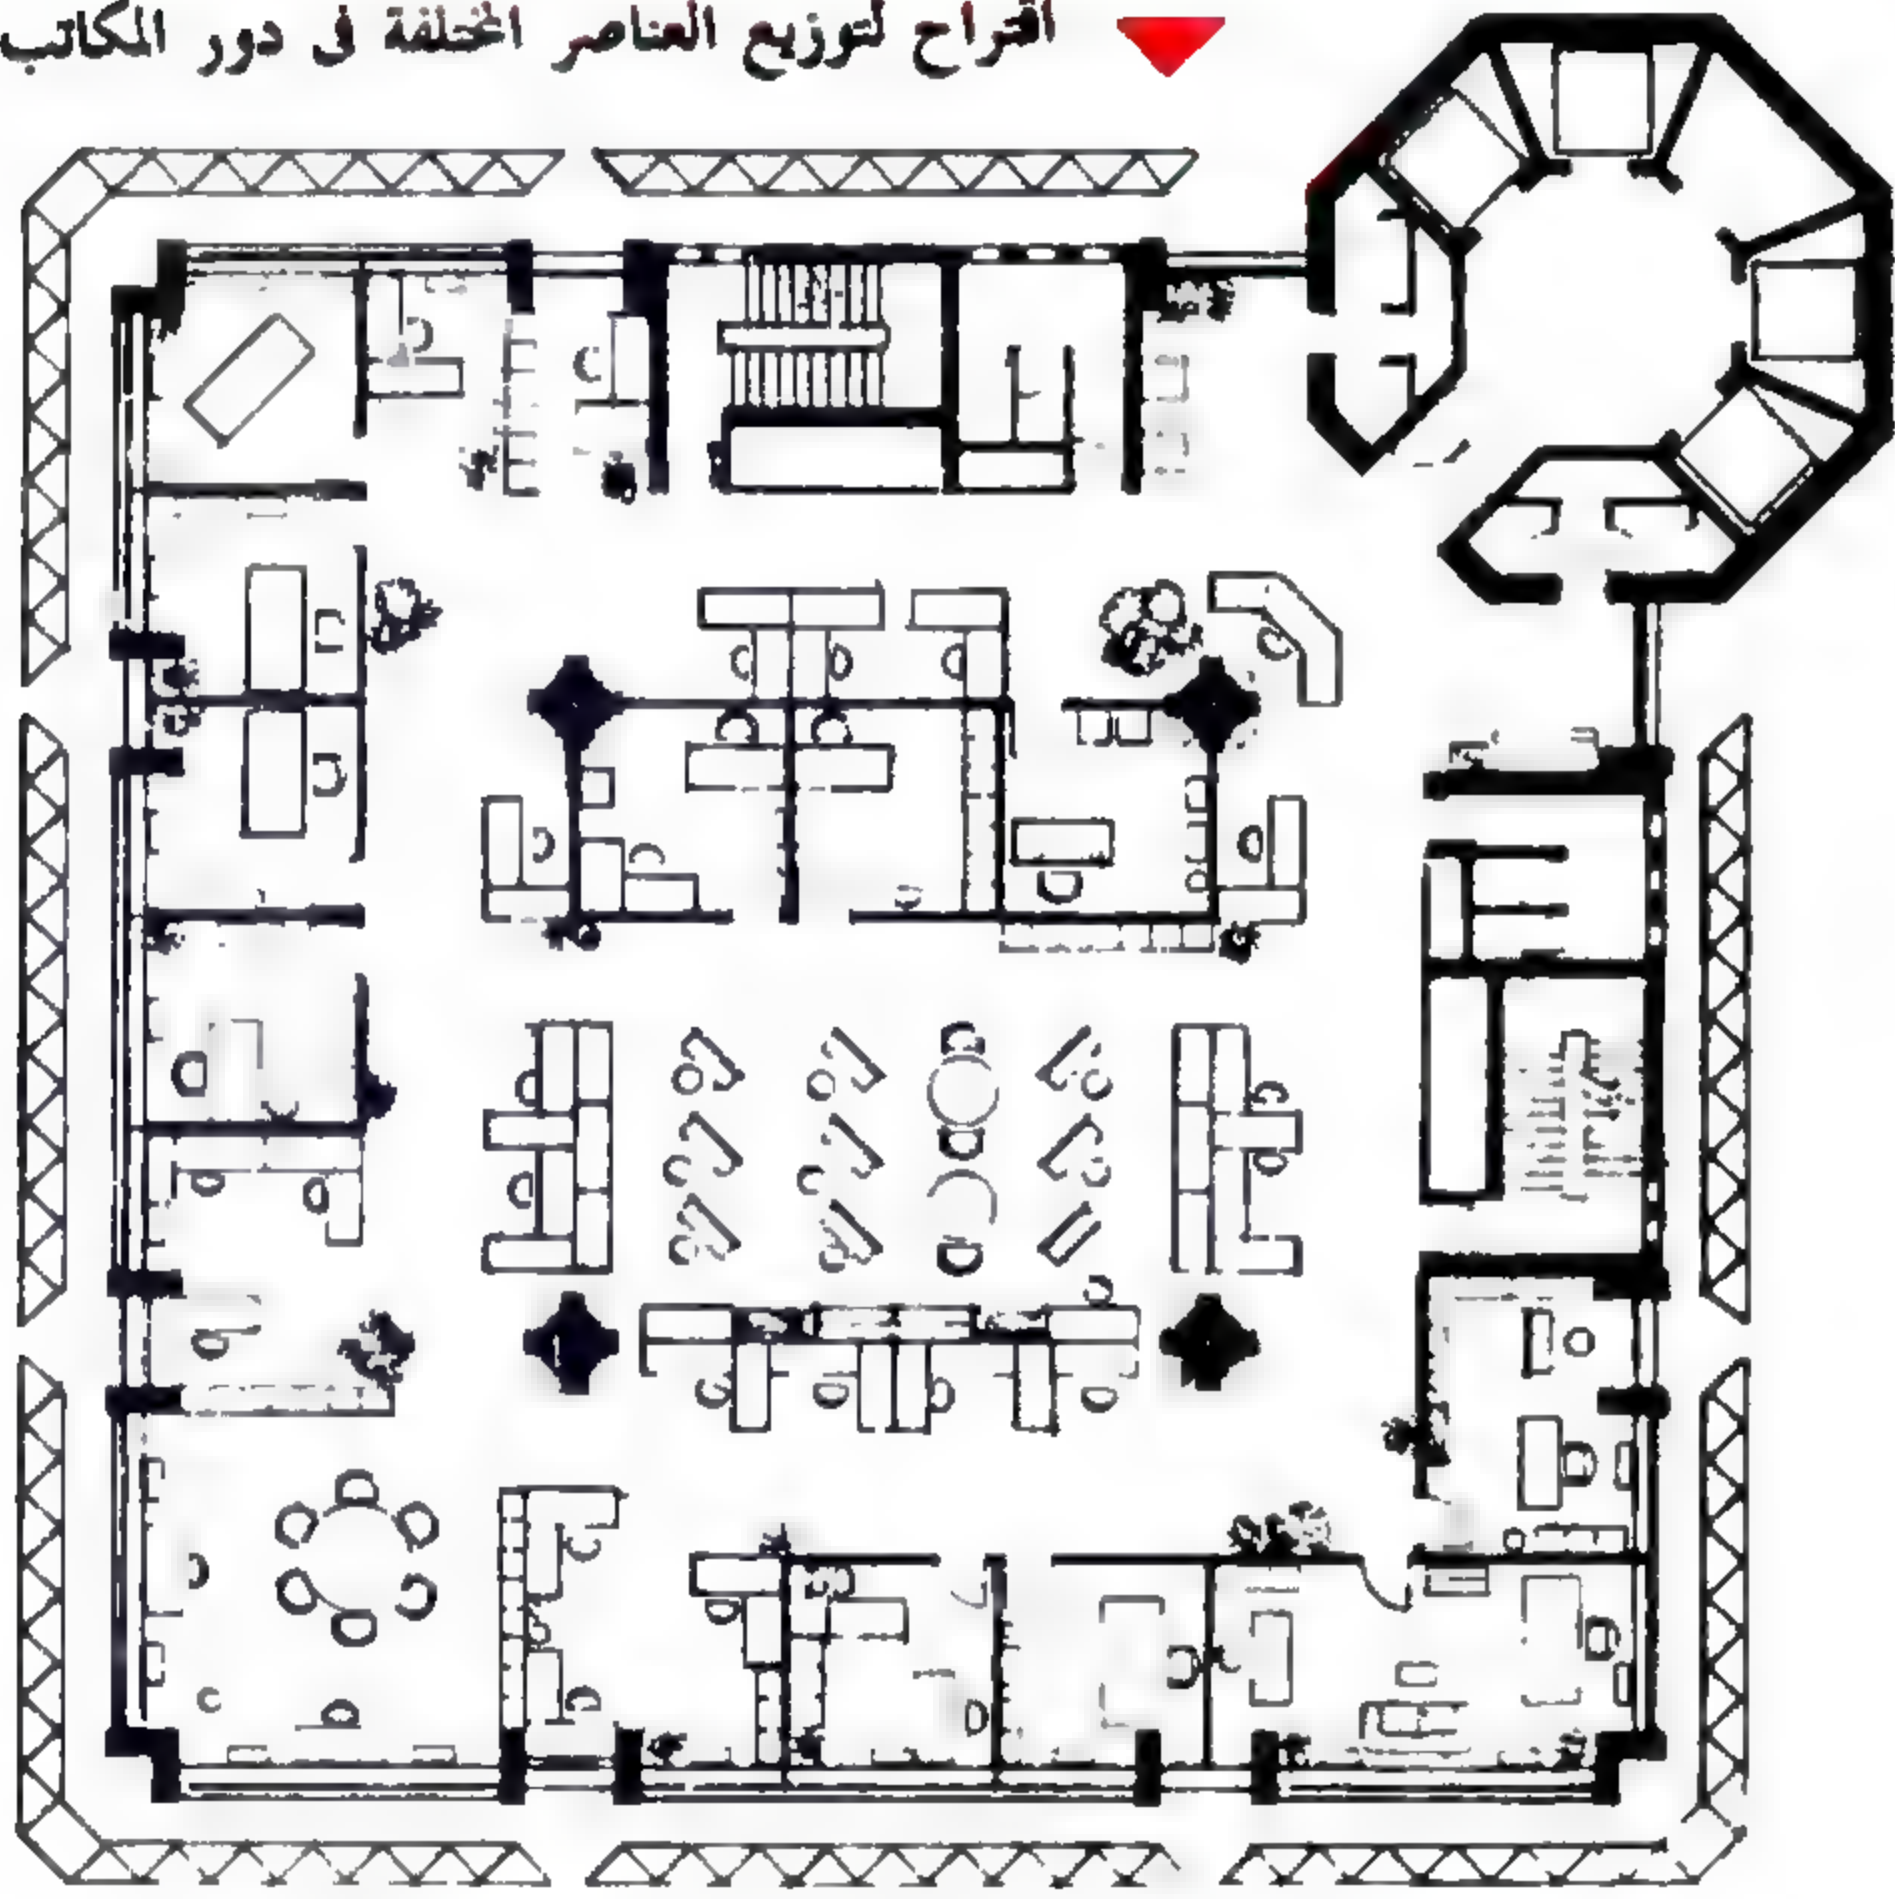 اقتراح لتوزيع العناصر المختلفة فى دور المكاتب